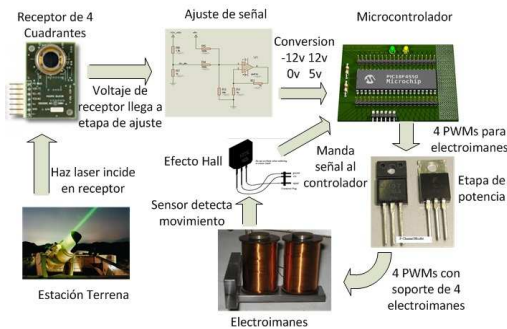 Receptor de 4
Cuadrantes
Ajuste de señal
Microcontrolador
Conversion
-12v 12v
0v 5v
Voltaje de
receptor llega a
etapa de ajuste
PIC18F4550
Microchip
4 PWMs para
electroimanes
Efecto Hall
Manda
señal al
controlador
Etapa de
potencia
Haz laser incide
en receptor
Sensor detecta
movimiento
4 PWMs con
soporte de 4
electroimanes
Estación Terrena
Electroimanes